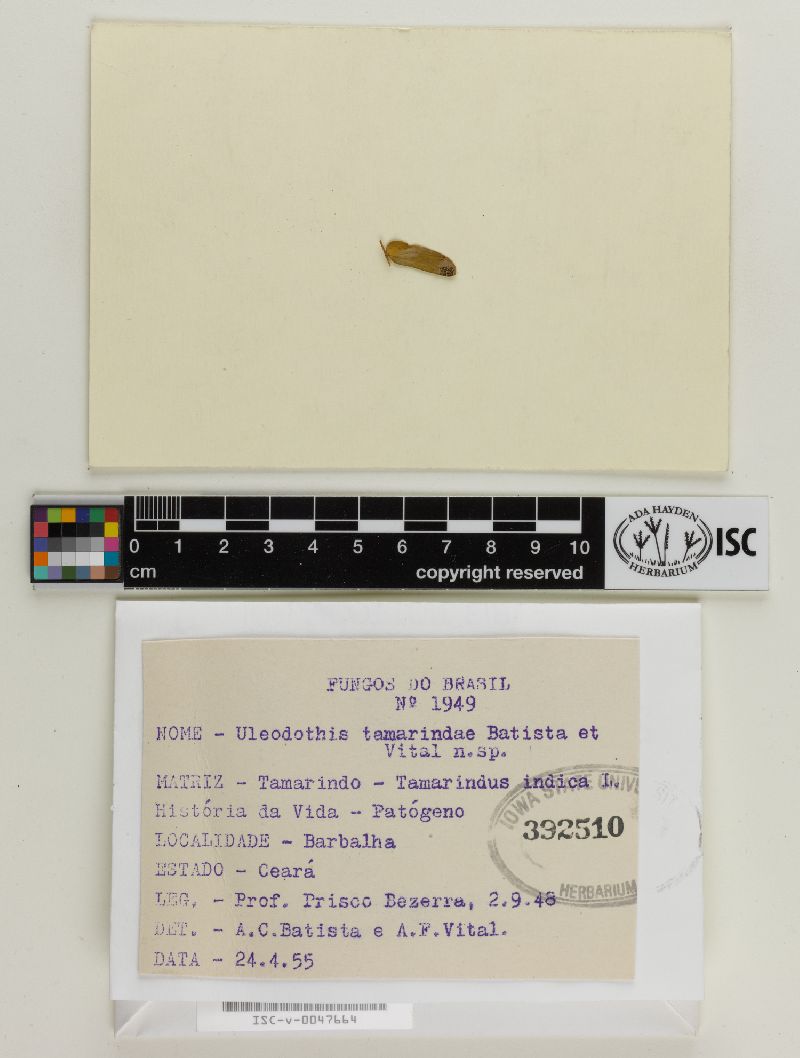 0 1 2 3 4 5 6 7 8 9 10
cm
copyright reserved
ADA HAYDEN
HERBARIUM
ISC
FUNGOS DO BRASIL
Nº 1949
NOME - Uleodothis tamarindae Batista et
Vital n.sp.
MATRIZ - Tamarindo - Tamarindus indica L.
História da Vida - Patógeno
LOCALIDADE - Barbalha
ESTADO - Ceará
LEG. - Prof. Prisco Bezerra, 2.9.48
DET. - A.C.Batista e A.F.Vital.
DATA - 24.4.55
IOWA STATE UNIVERSITY
392510
HERBARIUM
ISC-v-0047664